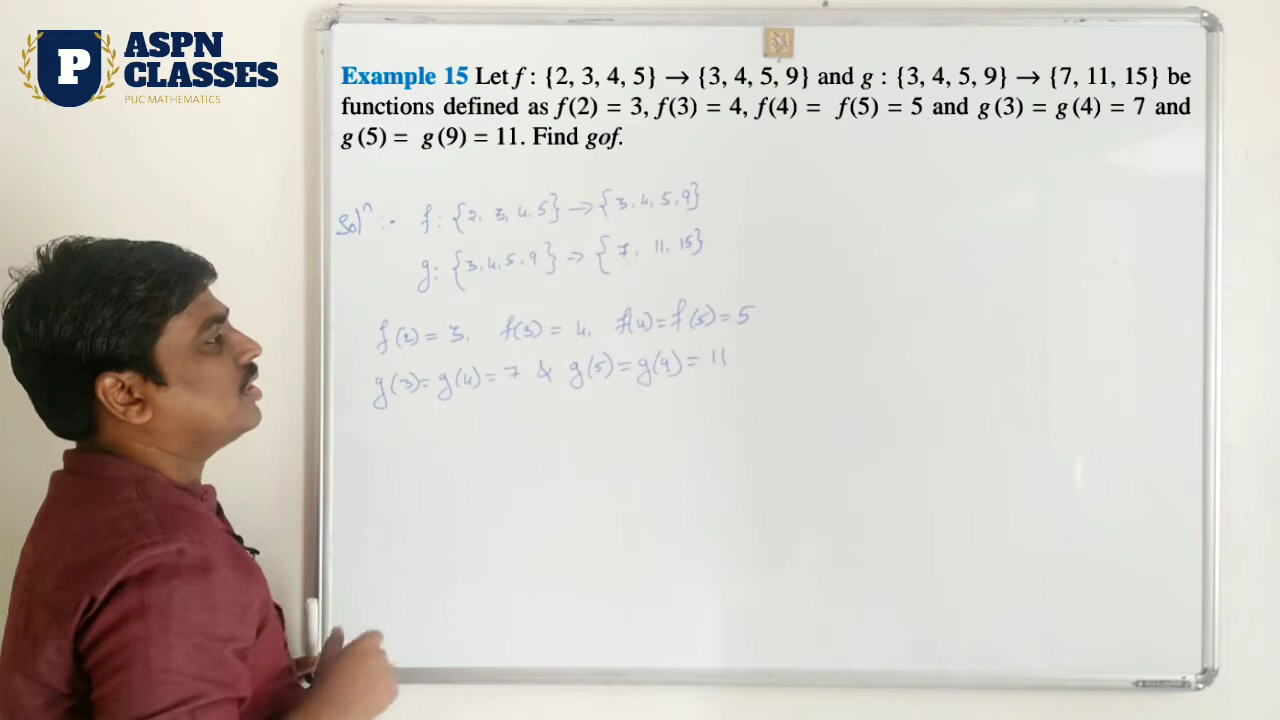 P
ASPN
CLASSES
PUC MATHEMATICS
Example 15 Let f : {2, 3, 4, 5} → {3, 4, 5, 9} and g : {3, 4, 5, 9} → {7, 11, 15} be
functions defined as f(2) = 3, f(3) = 4, f(4) = f(5) = 5 and g(3) = g(4) = 7 and
g(5) = g(9) = 11. Find gof.
Solⁿ :- f: {2, 3, 4, 5} → {3, 4, 5, 9}
g: {3, 4, 5, 9} → {7, 11, 15}
f(2) = 3, f(3) = 4, f(4) = f(5) = 5
g(3) = g(4) = 7 & g(5) = g(9) = 11